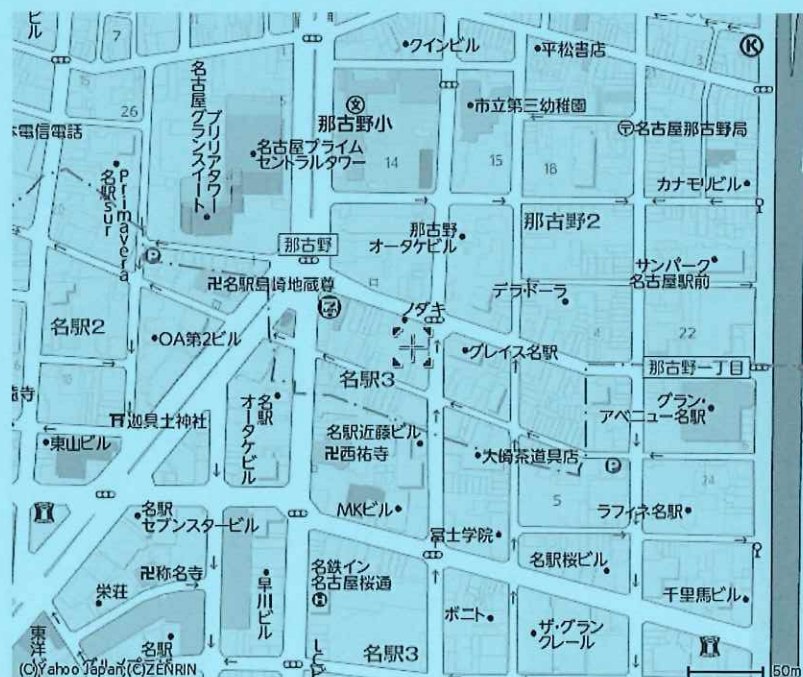 ビル
7
クインビル
平松書店
K
26
文
那古野小
市立第三幼稚園
〒名古屋那古野局
本電信電話
ブリリアタワー
名古屋グランスイート
名古屋プライム
セントラルタワー
14
15
18
Primavera
名駅sur
カナモリビル
那古野
オータケビル
那古野2
那古野
P
サンパーク
名古屋駅前
卍名駅島崎地蔵尊
デラ・ドーラ
ノダキ
名駅2
OA第2ビル
4
22
グレイス名駅
名駅3
那古野一丁目
名駅
オータケビル
グラン・
アベニュー名駅
迦具土神社
東山ビル
名駅近藤ビル
卍西祐寺
大崎茶道具店
P
5
24
名駅
セブンスタービル
MKビル
ラフィネ名駅
冨士学院
卍称名寺
名鉄イン
名古屋桜通
H
名駅桜ビル
早川ビル
栄荘
千里馬ビル
ボニト
ザ・グラン
クレール
名駅
名駅3
(C)Yahoo Japan,(C)ZENRIN
50m